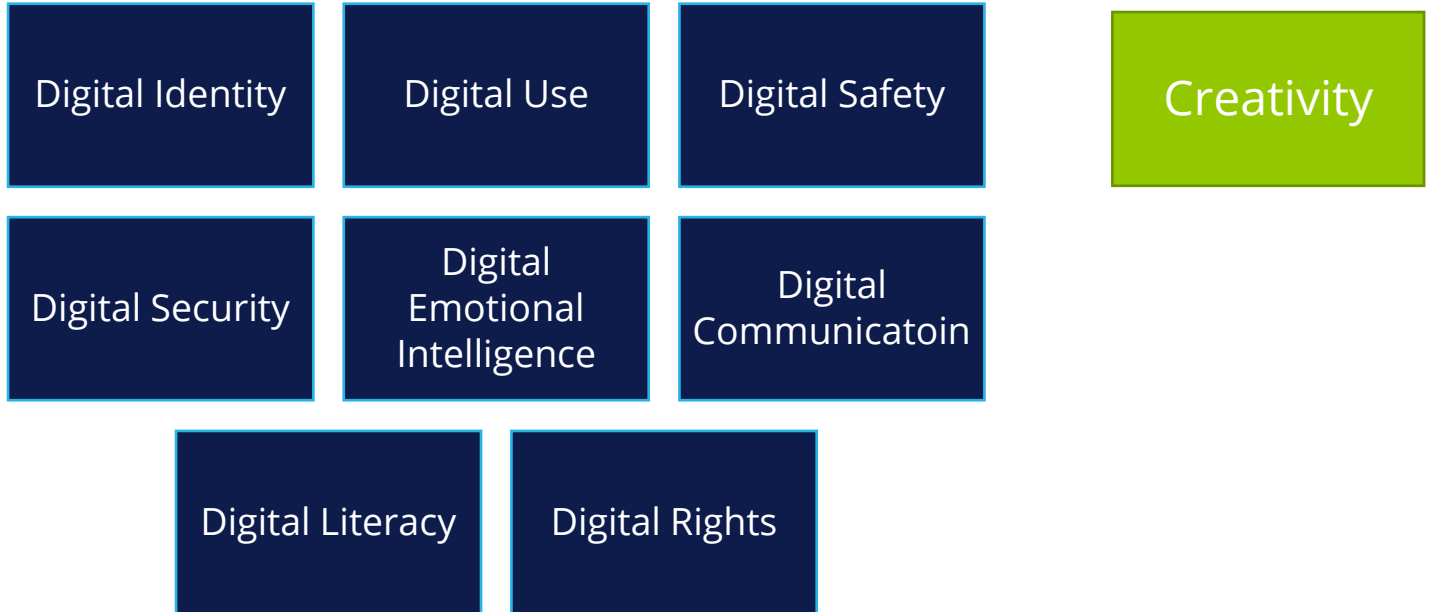 Digital Identity
Digital Use
Digital Safety
Creativity
Digital Security
Digital
Emotional
Intelligence
Digital
Communicatoin
Digital Literacy
Digital Rights